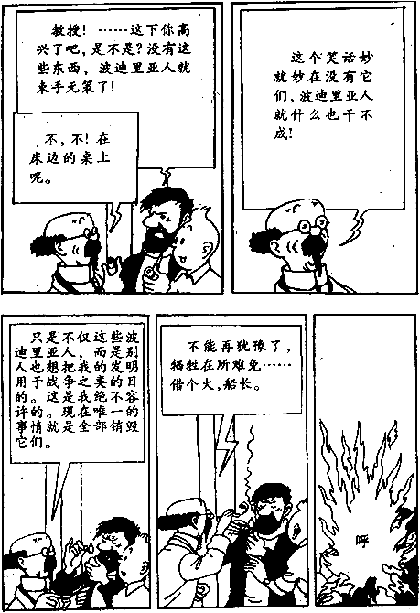 教授！……这下你高
兴了吧，是不是？没有这
些东西，波迪里亚人就
束手无策了！
不，不！在
床边的桌上
呢。
这个笑话妙
就妙在没有它
们，波迪里亚人
就什么也干不
成！
只是不仅这些波
迪里亚人，而是别
人也想把我的发明
用于战争之类的目
的。这是我绝不容
许的。现在唯一的
事情就是全部销毁
它们。
不能再犹豫了，
牺牲在所难免……
借个火，船长。
呼